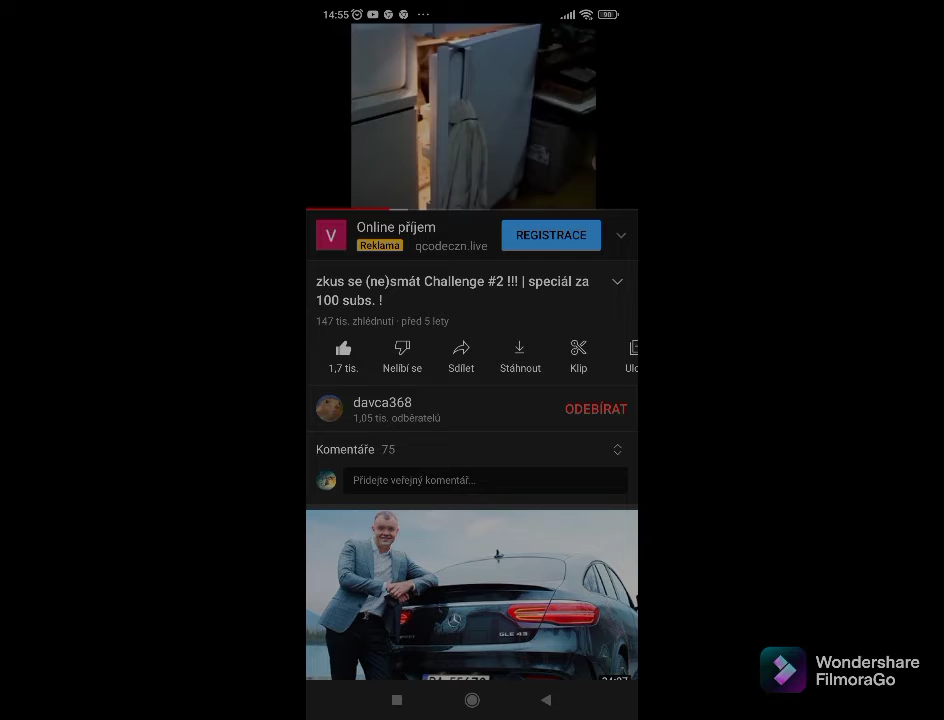 14:55
90
V
Online příjem
Reklama qcodeczn.live
REGISTRACE
zkus se (ne)smát Challenge #2 !!! | speciál za
100 subs. !
147 tis. zhlédnutí · před 5 lety
1,7 tis. Nelíbí se Sdílet Stáhnout Klip Ulo
davca368
1,05 tis. odběratelů
ODEBÍRAT
Komentáře 75
Přidejte veřejný komentář...
GLE 43
Wondershare
FilmoraGo